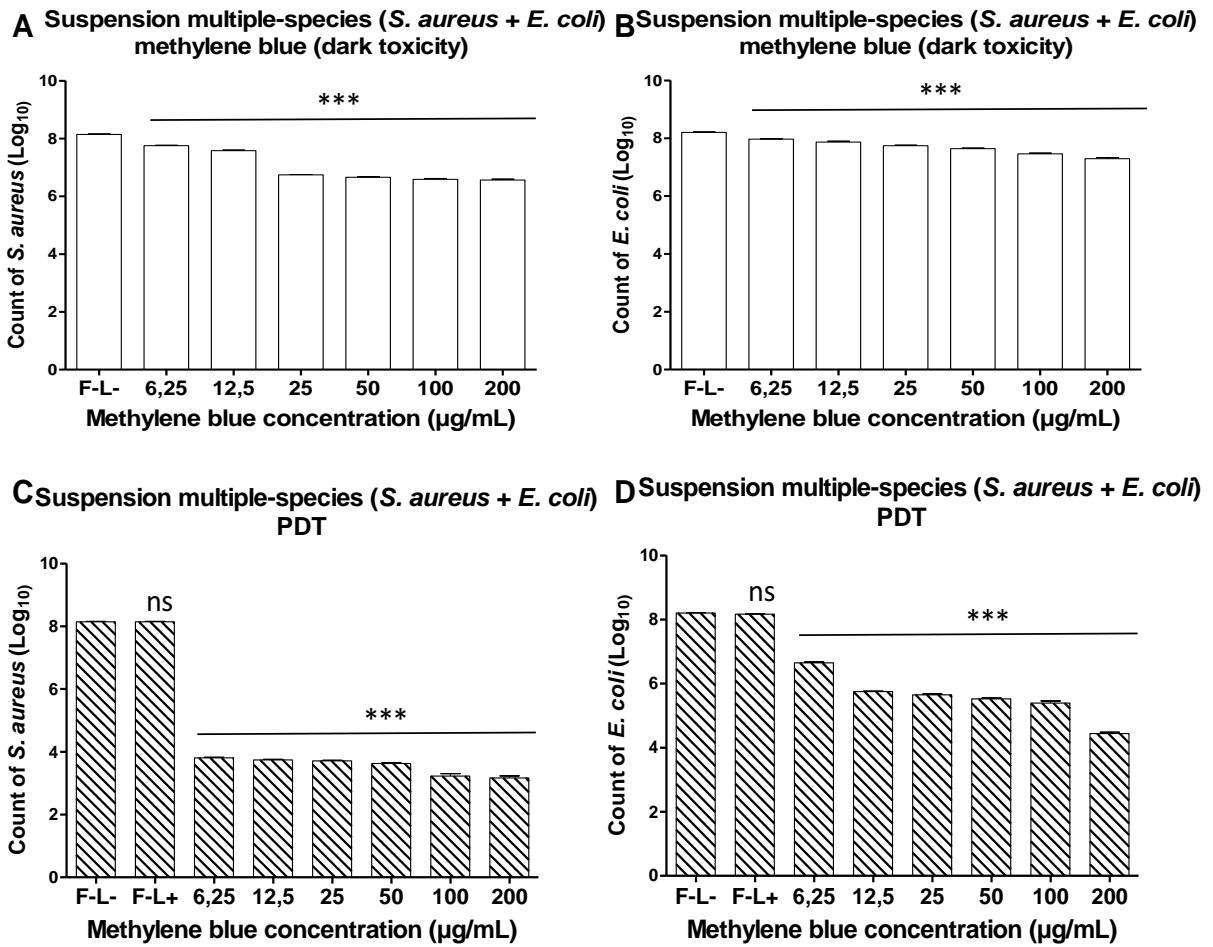 A Suspension multiple-species (S. aureus + E. coli)
methylene blue (dark toxicity)
10
8
6
4
2
0
Count of S. aureus (Log10)
***
F-L- 6,25 12,5 25 50 100 200
Methylene blue concentration (µg/mL)
B Suspension multiple-species (S. aureus + E. coli)
methylene blue (dark toxicity)
10
8
6
4
2
0
Count of E. coli (Log10)
***
F-L- 6,25 12,5 25 50 100 200
Methylene blue concentration (µg/mL)
C Suspension multiple-species (S. aureus + E. coli)
PDT
10
8
6
4
2
0
Count of S. aureus (Log10)
ns
***
F-L- F-L+ 6,25 12,5 25 50 100 200
Methylene blue concentration (µg/mL)
D Suspension multiple-species (S. aureus + E. coli)
PDT
10
8
6
4
2
0
Count of E. coli (Log10)
ns
***
F-L- F-L+ 6,25 12,5 25 50 100 200
Methylene blue concentration (µg/mL)